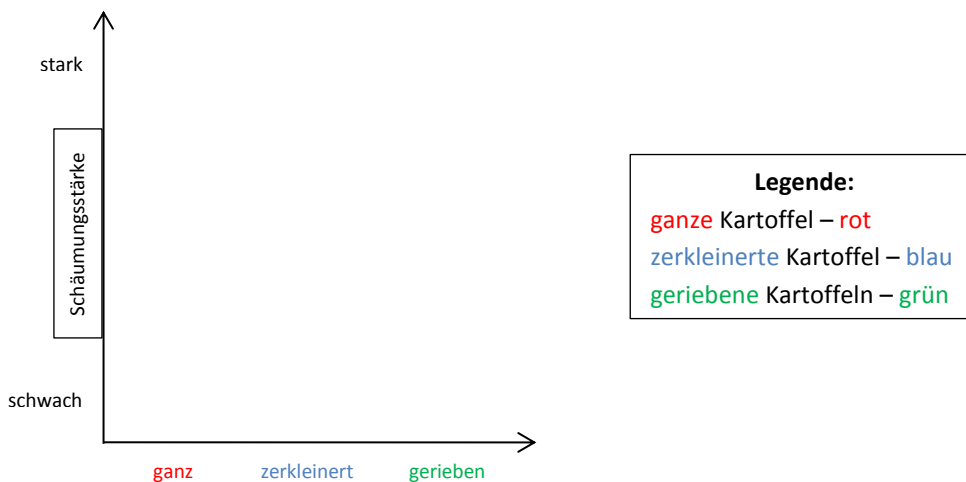 stark
Schäumungsstärke
schwach
ganz zerkleinert gerieben
Legende:
ganze Kartoffel – rot
zerkleinerte Kartoffel – blau
geriebene Kartoffeln – grün